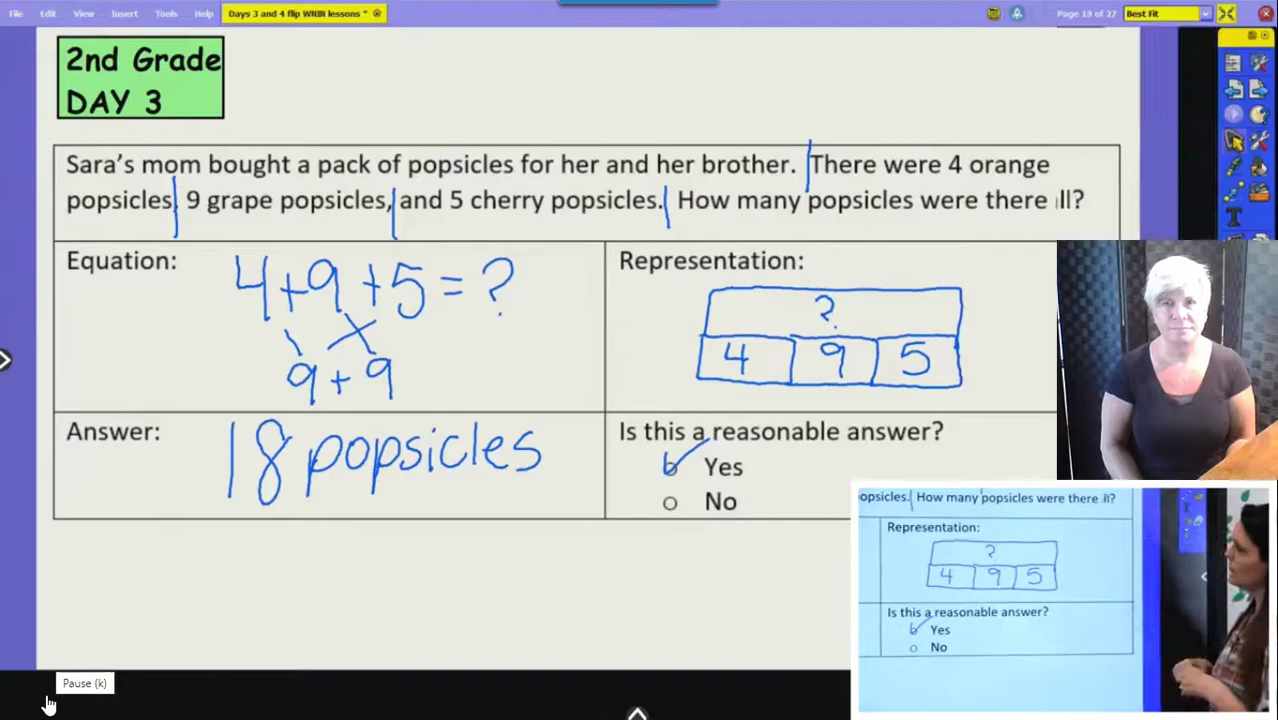 File Edit View Insert Tools Help Days 3 and 4 flip WNIN lessons * Page 13 of 27 Best Fit
2nd Grade
DAY 3
Sara's mom bought a pack of popsicles for her and her brother. There were 4 orange
popsicles, 9 grape popsicles, and 5 cherry popsicles. How many popsicles were there ll?
Equation:
4+9+5=?
9+9
Representation:
?
4 9 5
Answer:
18 popsicles
Is this a reasonable answer?
Yes
No
opsicles. How many popsicles were there ll?
Representation:
?
4 9 5
Is this a reasonable answer?
Yes
No
Pause (k)